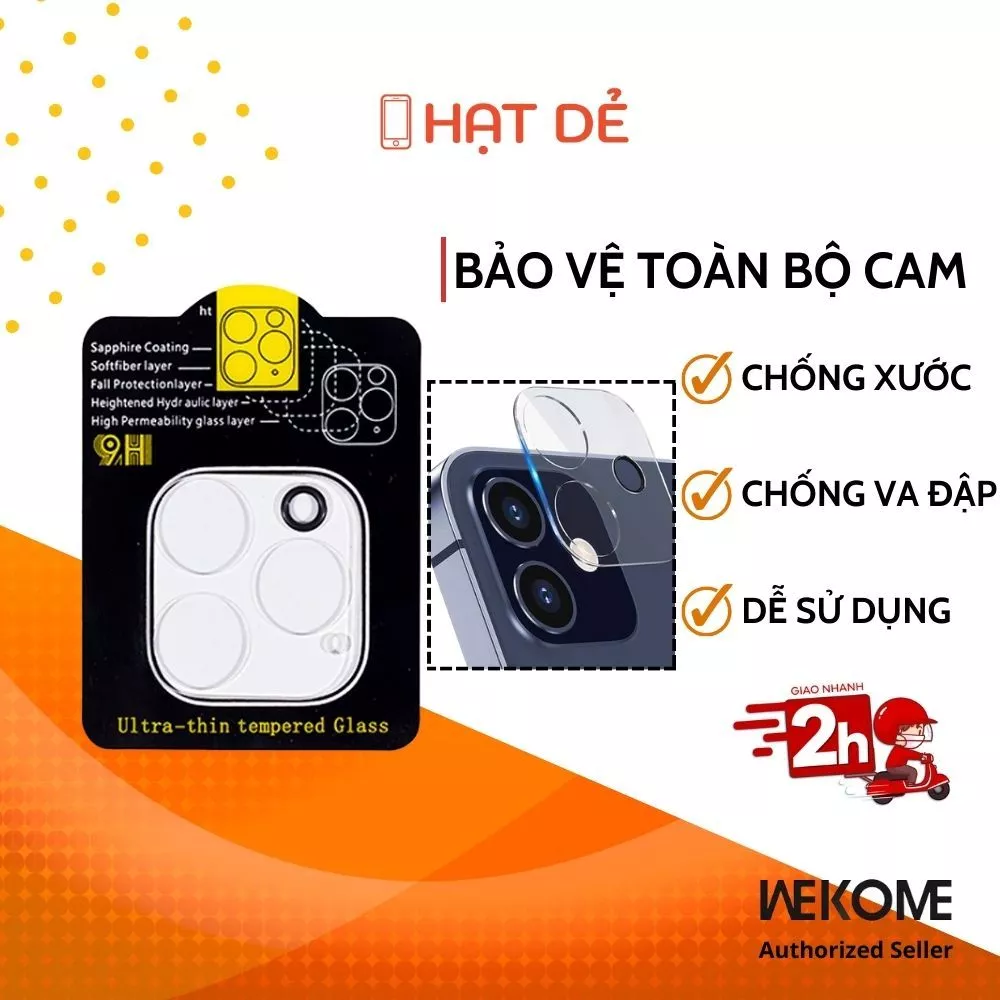 HẠT DẺ
BẢO VỆ TOÀN BỘ CAM
ht
Sapphire Coating
Softfiber layer
Fall Protectionlayer
Heightened Hydr aulic layer
High Permeability glass layer
9H
Ultra-thin tempered Glass
CHỐNG XƯỚC
CHỐNG VA ĐẬP
DỄ SỬ DỤNG
GIAO NHANH
2h
WEKOME
Authorized Seller